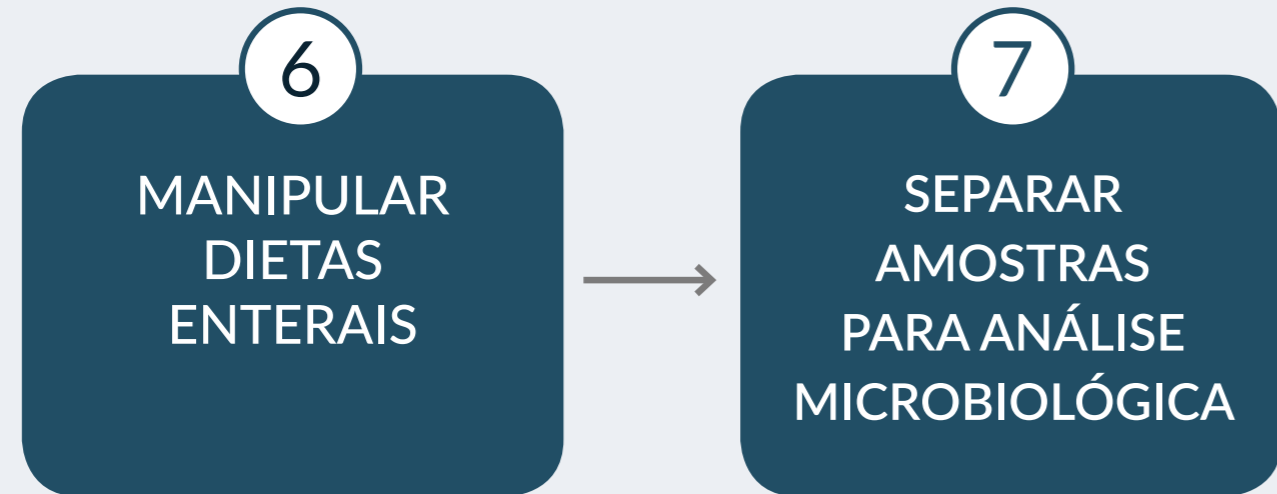 6
MANIPULAR
DIETAS
ENTERAIS
7
SEPARAR
AMOSTRAS
PARA ANÁLISE
MICROBIOLÓGICA